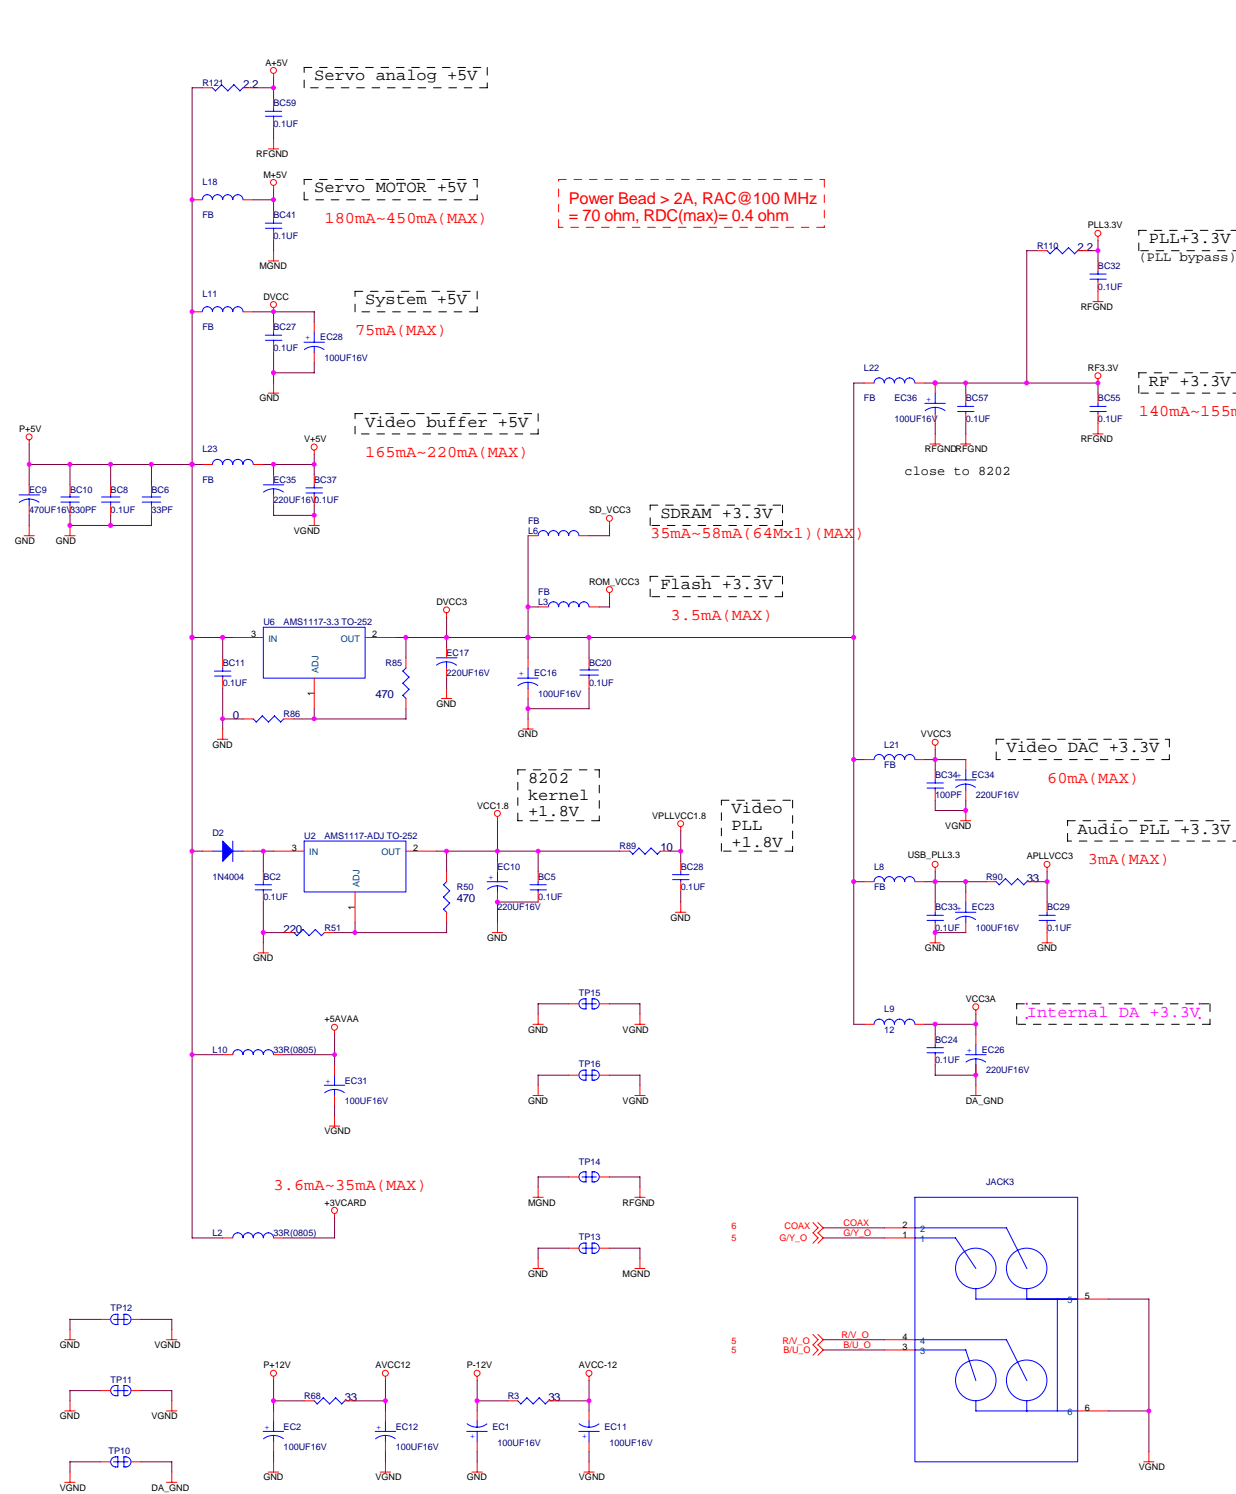 A+5V
Servo analog +5V
R121 2.2
BC59
0.1UF
RFGND
M+5V
L18
Servo MOTOR +5V
FB
BC41
0.1UF
180mA~450mA(MAX)
MGND
Power Bead > 2A, RAC@100 MHz
= 70 ohm, RDC(max)= 0.4 ohm
PLL3.3V
R110 2.2
PLL+3.3V
(PLL bypass)
BC32
0.1UF
RFGND
L11
DVCC
System +5V
FB
BC27
0.1UF
+
EC28
100UF16V
75mA(MAX)
GND
L22
RF3.3V
RF +3.3V
FB
EC36
+
100UF16V
BC57
0.1UF
BC55
0.1UF
140mA~155m
RFGND
RFGND
RFGND
close to 8202
P+5V
L23
V+5V
Video buffer +5V
165mA~220mA(MAX)
FB
EC35
220UF16V
BC37
0.1UF
VGND
EC9
470UF16V
BC10
330PF
BC8
0.1UF
BC6
33PF
GND
GND
FB
L6
SD_VCC3
SDRAM +3.3V
35mA~58mA(64Mx1)(MAX)
FB
L3
ROM_VCC3
Flash +3.3V
3.5mA(MAX)
DVCC3
U6 AMS1117-3.3 TO-252
3 IN OUT 2
ADJ
1
BC11
0.1UF
R85
470
EC17
220UF16V
GND
+
EC16
100UF16V
BC20
0.1UF
0 R86
GND
GND
L21
FB
VVCC3
Video DAC +3.3V
60mA(MAX)
BC34
100PF
+
EC34
220UF16V
VGND
8202
kernel
+1.8V
VCC1.8
VPLLVCC1.8
Video
PLL
+1.8V
D2
1N4004
U2 AMS1117-ADJ TO-252
3 IN OUT 2
ADJ
1
BC2
0.1UF
R50
470
+
EC10
220UF16V
BC5
0.1UF
R89 10
BC28
0.1UF
GND
220 R51
GND
GND
Audio PLL +3.3V
3mA(MAX)
L8
FB
USB_PLL3.3
R90 33
APLLVCC3
BC33
0.1UF
+
EC23
100UF16V
BC29
0.1UF
GND
GND
TP15
GND
VGND
L9
12
VCC3A
Internal DA +3.3V
BC24
0.1UF
+
EC26
220UF16V
DA_GND
+5AVAA
L10 33R(0805)
+
EC31
100UF16V
VGND
TP16
GND
VGND
3.6mA~35mA(MAX)
+3VCARD
L2 33R(0805)
TP14
MGND
RFGND
TP13
GND
MGND
JACK3
6 COAX COAX 2 2
5 G/Y_O G/Y_O 1 1
5 5
5 R/V_O R/V_O 4 4
5 B/U_O B/U_O 3 3
6 6
VGND
TP12
GND
VGND
TP11
GND
VGND
TP10
VGND
DA_GND
P+12V
R68 33
AVCC12
+
EC2
100UF16V
+
EC12
100UF16V
GND
VGND
P-12V
R3 33
AVCC-12
+
EC1
100UF16V
+
EC11
100UF16V
GND
VGND